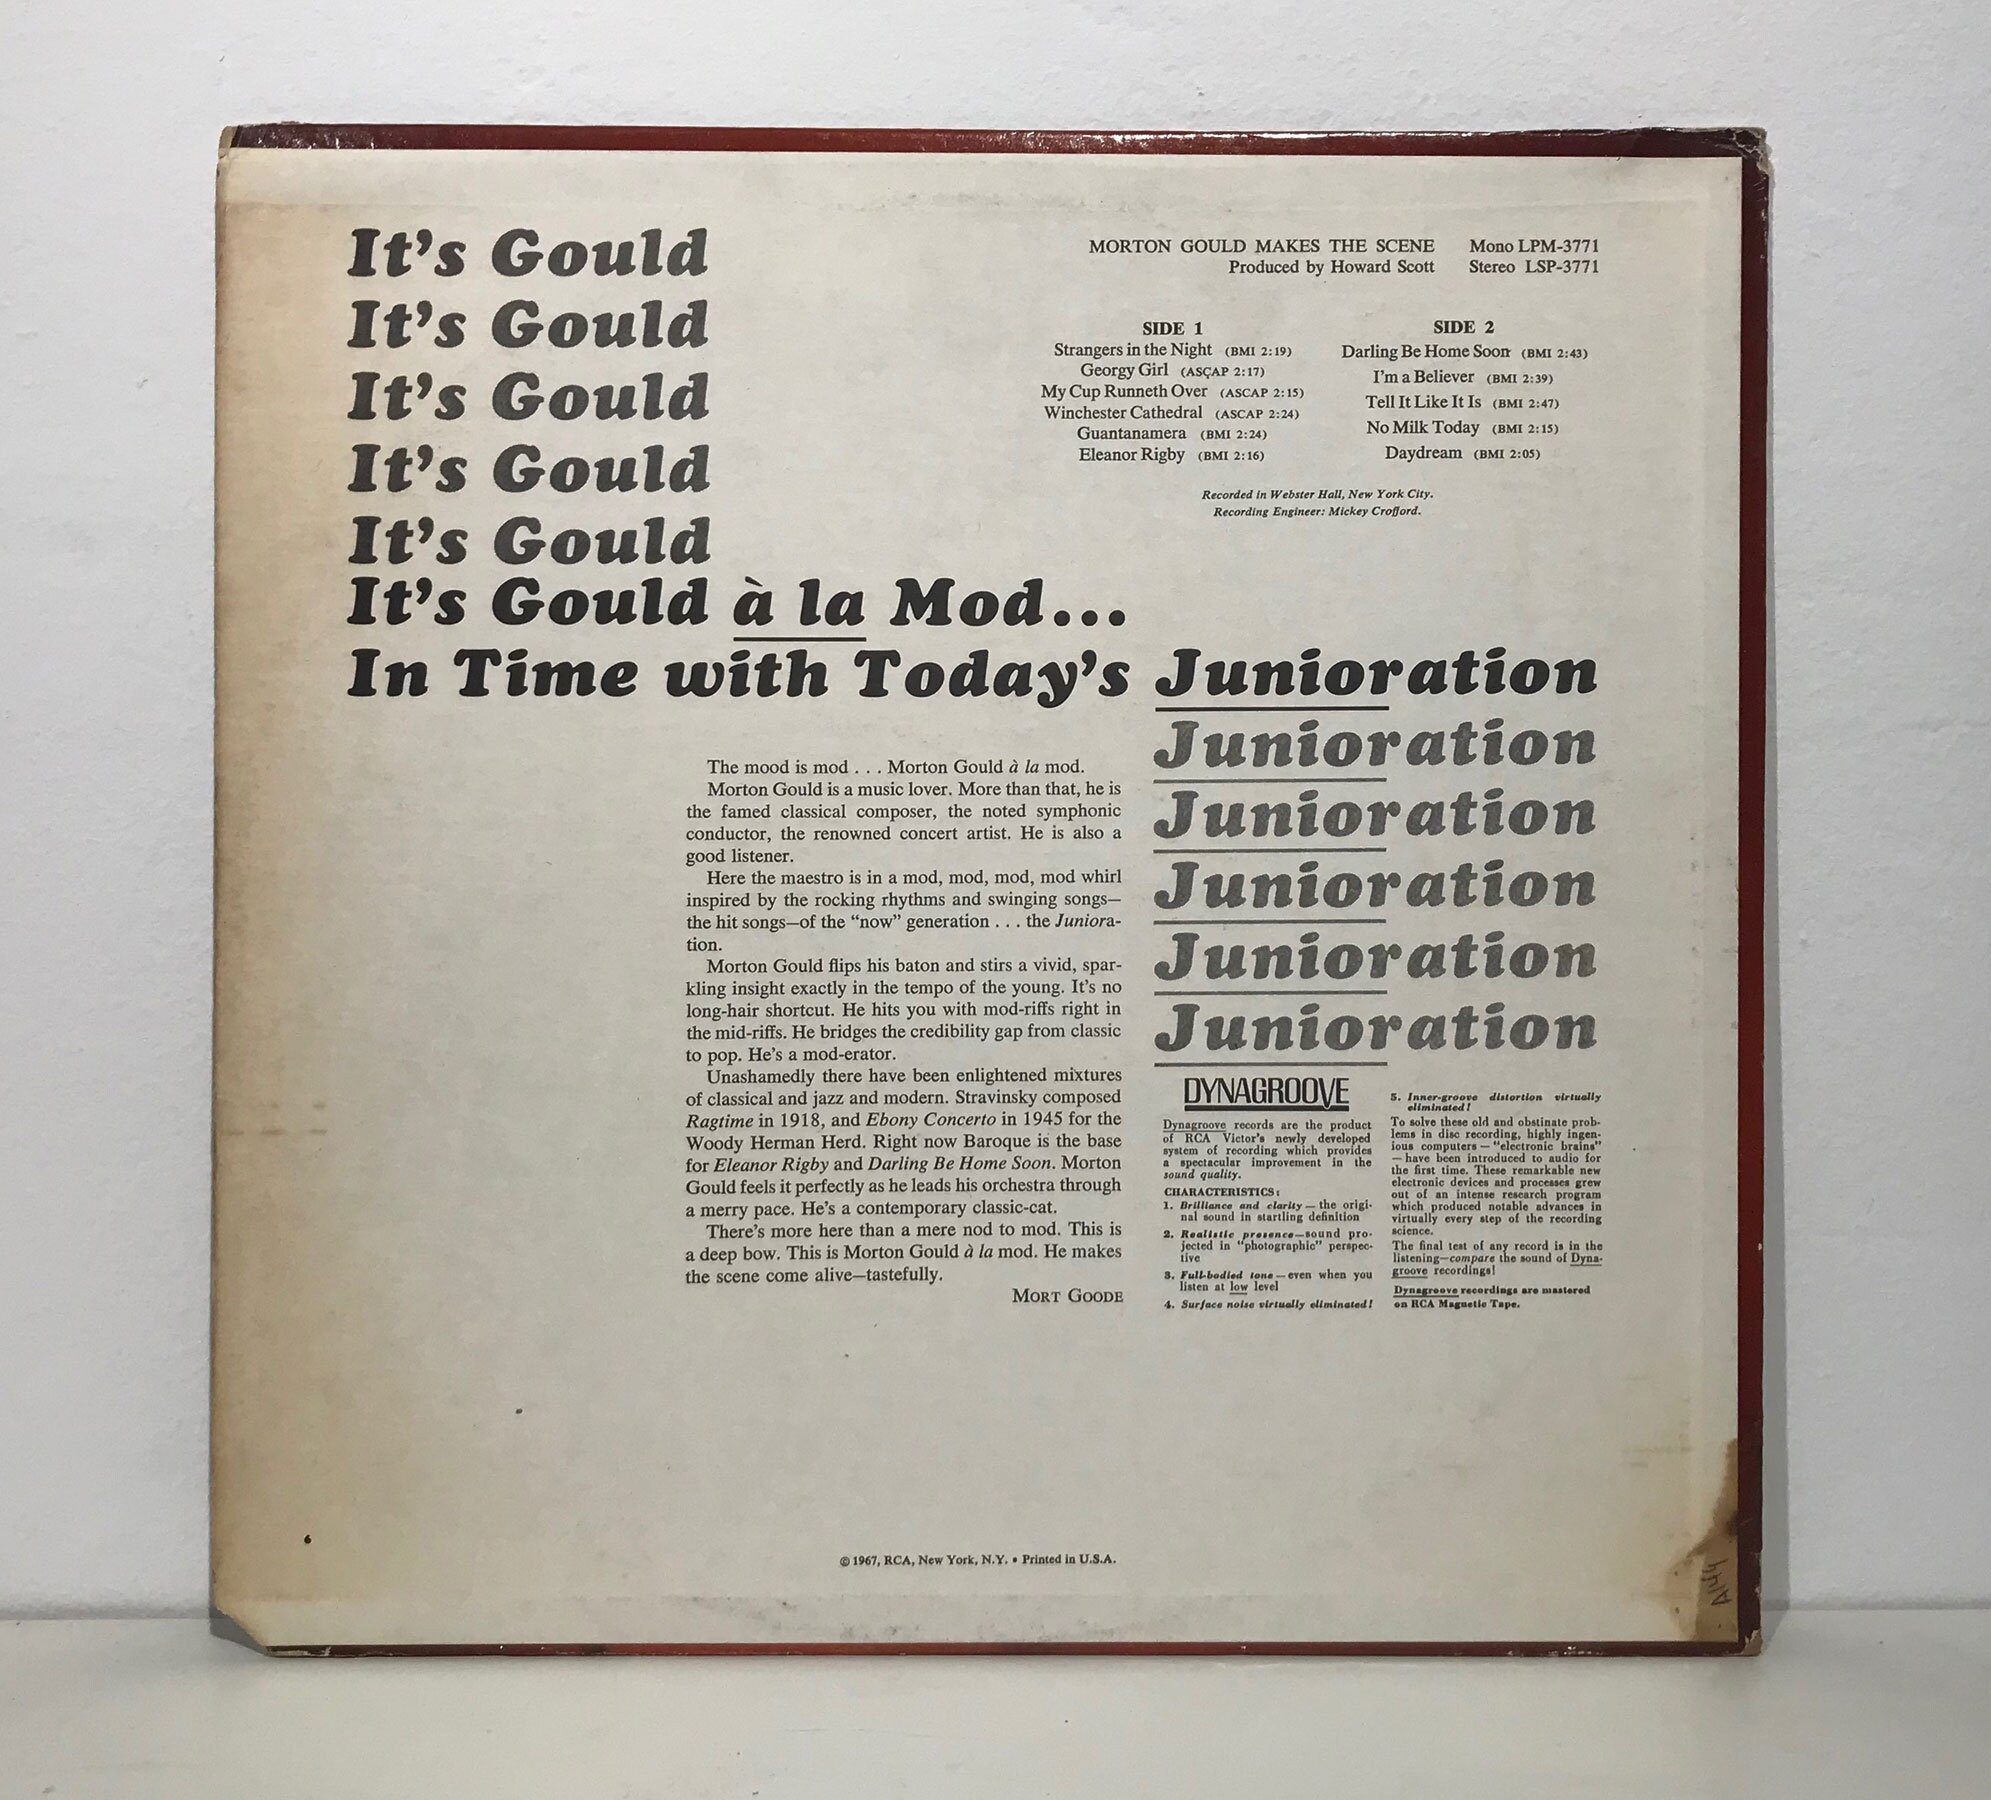 It's Gould
It's Gould
It's Gould
It's Gould
It's Gould
It's Gould à la Mod...
In Time with Today's Junioration
Junioration
Junioration
Junioration
Junioration
Junioration
MORTON GOULD MAKES THE SCENE Mono LPM-3771
Produced by Howard Scott Stereo LSP-3771
SIDE 1
Strangers in the Night (BMI 2:19)
Georgy Girl (ASCAP 2:17)
My Cup Runneth Over (ASCAP 2:15)
Winchester Cathedral (ASCAP 2:24)
Guantanamera (BMI 2:24)
Eleanor Rigby (BMI 2:16)
SIDE 2
Darling Be Home Soon (BMI 2:43)
I'm a Believer (BMI 2:39)
Tell It Like It Is (BMI 2:47)
No Milk Today (BMI 2:15)
Daydream (BMI 2:05)
Recorded in Webster Hall, New York City.
Recording Engineer: Mickey Crofford.
The mood is mod . . . Morton Gould à la mod.
Morton Gould is a music lover. More than that, he is
the famed classical composer, the noted symphonic
conductor, the renowned concert artist. He is also a
good listener.
Here the maestro is in a mod, mod, mod, mod whirl
inspired by the rocking rhythms and swinging songs—
the hit songs—of the “now” generation . . . the Juniora-
tion.
Morton Gould flips his baton and stirs a vivid, spar-
kling insight exactly in the tempo of the young. It's no
long-hair shortcut. He hits you with mod-riffs right in
the mid-riffs. He bridges the credibility gap from classic
to pop. He's a mod-erator.
Unashamedly there have been enlightened mixtures
of classical and jazz and modern. Stravinsky composed
Ragtime in 1918, and Ebony Concerto in 1945 for the
Woody Herman Herd. Right now Baroque is the base
for Eleanor Rigby and Darling Be Home Soon. Morton
Gould feels it perfectly as he leads his orchestra through
a merry pace. He's a contemporary classic-cat.
There's more here than a mere nod to mod. This is
a deep bow. This is Morton Gould à la mod. He makes
the scene come alive—tastefully.
MORT GOODE
DYNAGROOVE
Dynagroove records are the product
of RCA Victor's newly developed
system of recording which provides
a spectacular improvement in the
sound quality.
CHARACTERISTICS:
1. Brilliance and clarity — the origi-
nal sound in startling definition
2. Realistic presence—sound pro-
jected in “photographic” perspec-
tive
3. Full-bodied tone — even when you
listen at low level
4. Surface noise virtually eliminated!
5. Inner-groove distortion virtually
eliminated!
To solve these old and obstinate prob-
lems in disc recording, highly ingen-
ious computers — “electronic brains”
— have been introduced to audio for
the first time. These remarkable new
electronic devices and processes grew
out of an intense research program
which produced notable advances in
virtually every step of the recording
science.
The final test of any record is in the
listening—compare the sound of Dyna-
groove recordings!
Dynagroove recordings are mastered
on RCA Magnetic Tape.
6
© 1967, RCA, New York, N.Y. • Printed in U.S.A.